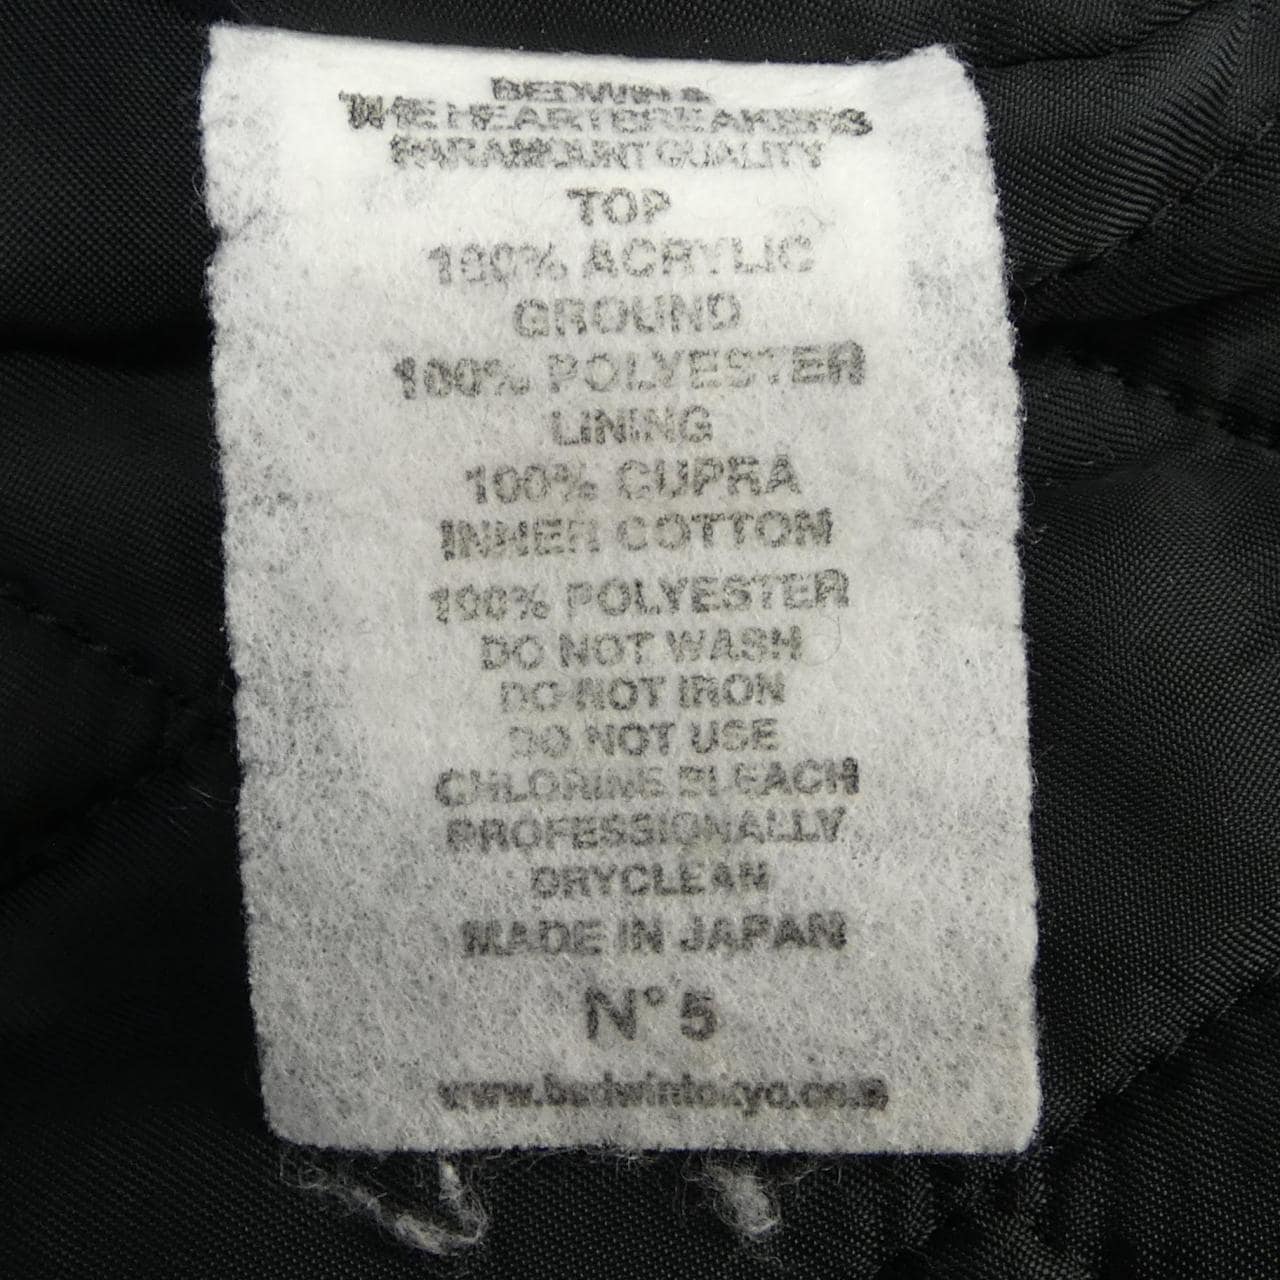 BEDWIN &
THE HEARTBREAKERS
PARAMOUNT QUALITY
TOP
100% ACRYLIC
GROUND
100% POLYESTER
LINING
100% CUPRA
INNER COTTON
100% POLYESTER
DO NOT WASH
DO NOT IRON
DO NOT USE
CHLORINE BLEACH
PROFESSIONALLY
DRYCLEAN
MADE IN JAPAN
N° 5